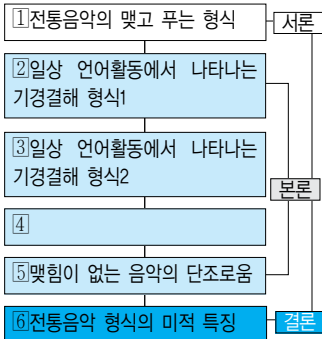 1전통음악의 맺고 푸는 형식
서론
2일상 언어활동에서 나타나는
기경결해 형식1
3일상 언어활동에서 나타나는
기경결해 형식2
본론
4
5맺힘이 없는 음악의 단조로움
6전통음악 형식의 미적 특징
결론